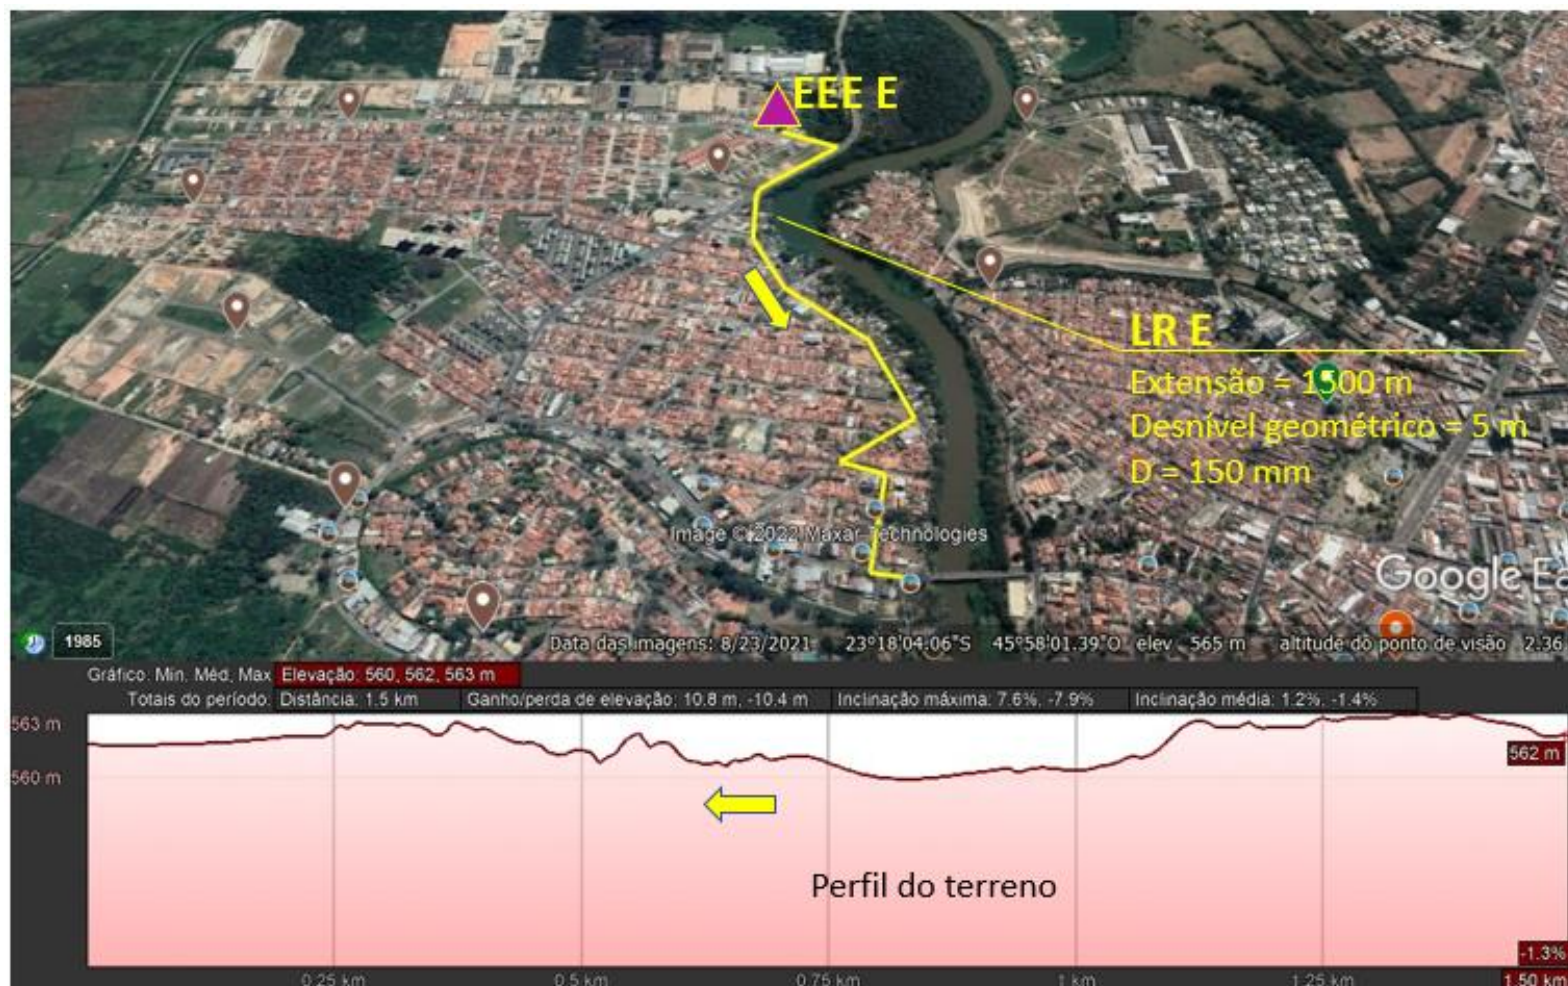 EEE E
LR E
Extensão = 1500 m
Desnível geométrico = 5 m
D = 150 mm
Image © 2022 Maxar Technologies
Google E
1985
Data das imagens: 8/23/2021 23°18'04.06"S 45°58'01.39"O elev 565 m altitude do ponto de visão 2.36
Gráfico: Mín, Méd, Máx Elevação: 560, 562, 563 m
Totais do período: Distância: 1.5 km Ganho/perda de elevação: 10.8 m, -10.4 m Inclinação máxima: 7.6%, -7.9% Inclinação média: 1.2%, -1.4%
563 m
562 m
560 m
Perfil do terreno
-1.3%
0.25 km 0.5 km 0.75 km 1 km 1.25 km 1.50 km